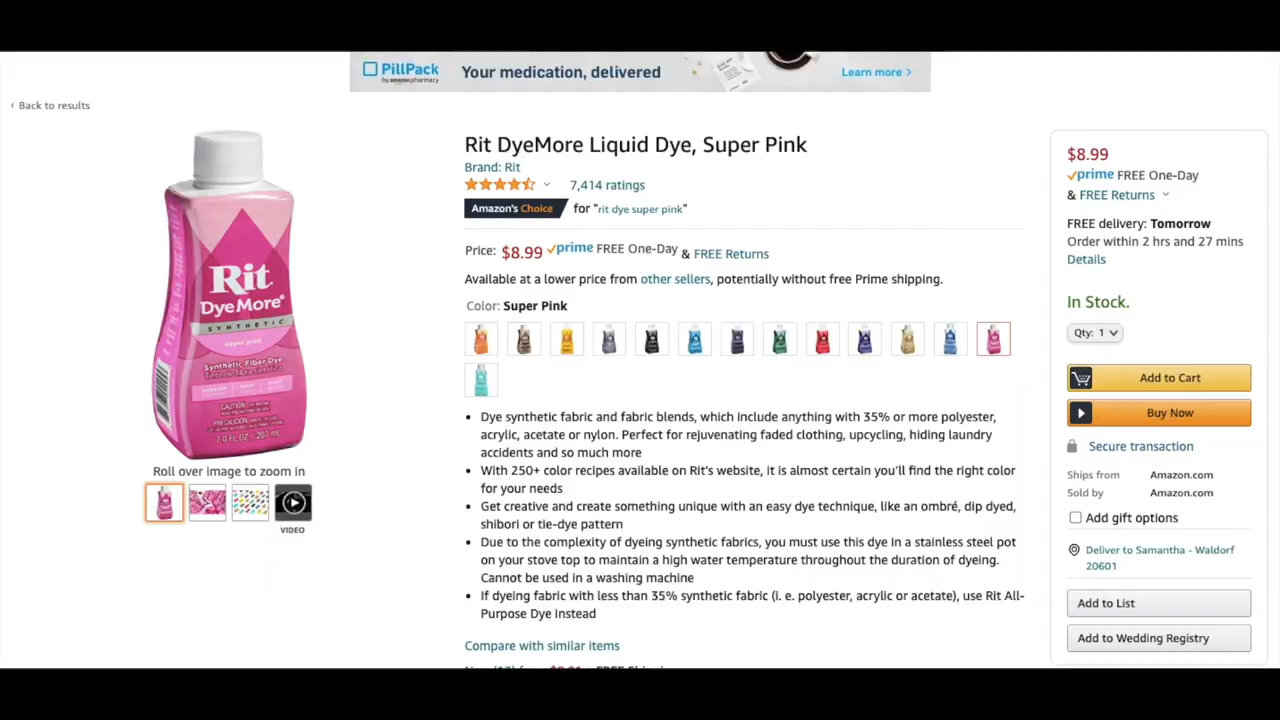 PillPack
by amazon pharmacy
Your medication, delivered
Learn more >
‹ Back to results
Rit DyeMore Liquid Dye, Super Pink
Brand: Rit
7,414 ratings
Amazon's Choice for "rit dye super pink"
Price: $8.99 prime FREE One-Day & FREE Returns
Available at a lower price from other sellers, potentially without free Prime shipping.
Color: Super Pink
Rit
DyeMore
SYNTHETIC
super pink
Synthetic Fiber Dye
CAUTION
PRECAUCIÓN
7.0 FL OZ - 207 mL
Roll over image to zoom in
VIDEO
• Dye synthetic fabric and fabric blends, which include anything with 35% or more polyester,
acrylic, acetate or nylon. Perfect for rejuvenating faded clothing, upcycling, hiding laundry
accidents and so much more
• With 250+ color recipes available on Rit's website, it is almost certain you'll find the right color
for your needs
• Get creative and create something unique with an easy dye technique, like an ombré, dip dyed,
shibori or tie-dye pattern
• Due to the complexity of dyeing synthetic fabrics, you must use this dye in a stainless steel pot
on your stove top to maintain a high water temperature throughout the duration of dyeing.
Cannot be used in a washing machine
• If dyeing fabric with less than 35% synthetic fabric (i. e. polyester, acrylic or acetate), use Rit All-
Purpose Dye instead
Compare with similar items
$8.99
prime FREE One-Day
& FREE Returns
FREE delivery: Tomorrow
Order within 2 hrs and 27 mins
Details
In Stock.
Qty: 1
Add to Cart
Buy Now
Secure transaction
Ships from Amazon.com
Sold by Amazon.com
Add gift options
Deliver to Samantha - Waldorf
20601
Add to List
Add to Wedding Registry